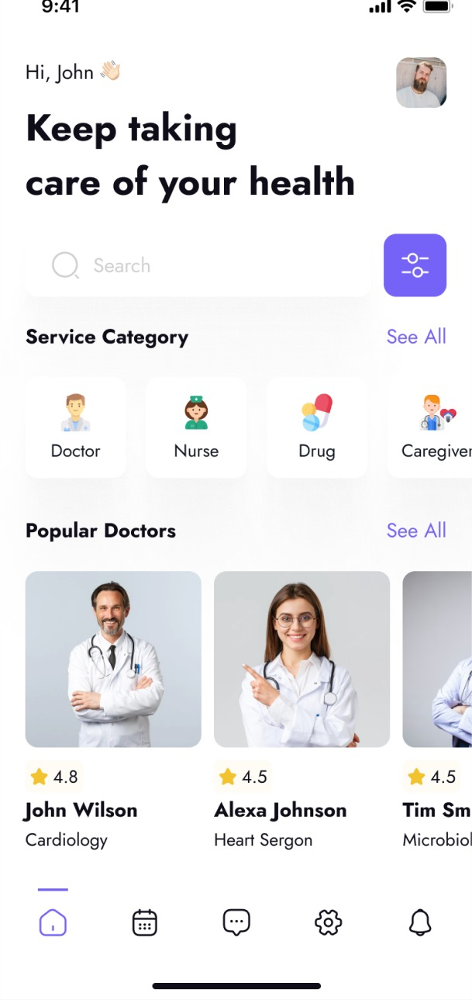 9:41
Hi, John 👋🏻
Keep taking
care of your health
Search
Service Category
See All
Doctor
Nurse
Drug
Caregiver
Popular Doctors
See All
4.8
4.5
4.5
John Wilson
Alexa Johnson
Tim Sm
Cardiology
Heart Sergon
Microbiol